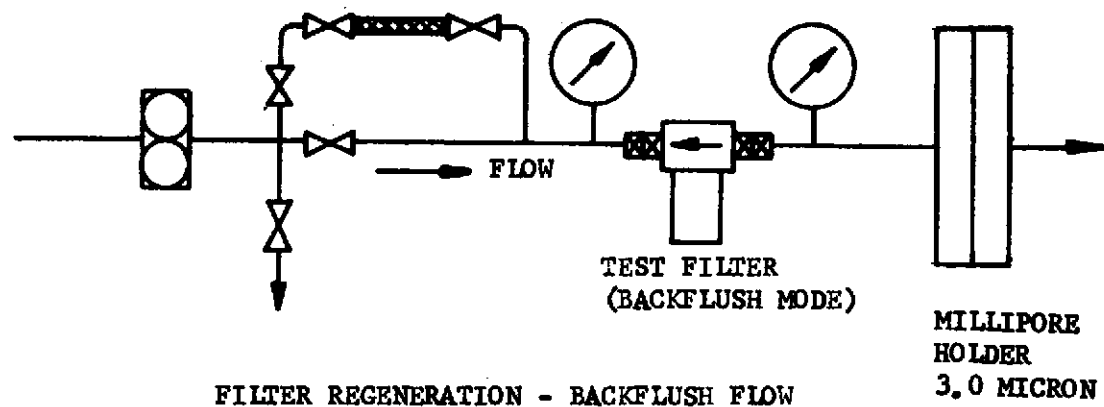 FLOW
TEST FILTER
(BACKFLUSH MODE)
MILLIPORE
HOLDER
3.0 MICRON
FILTER REGENERATION - BACKFLUSH FLOW